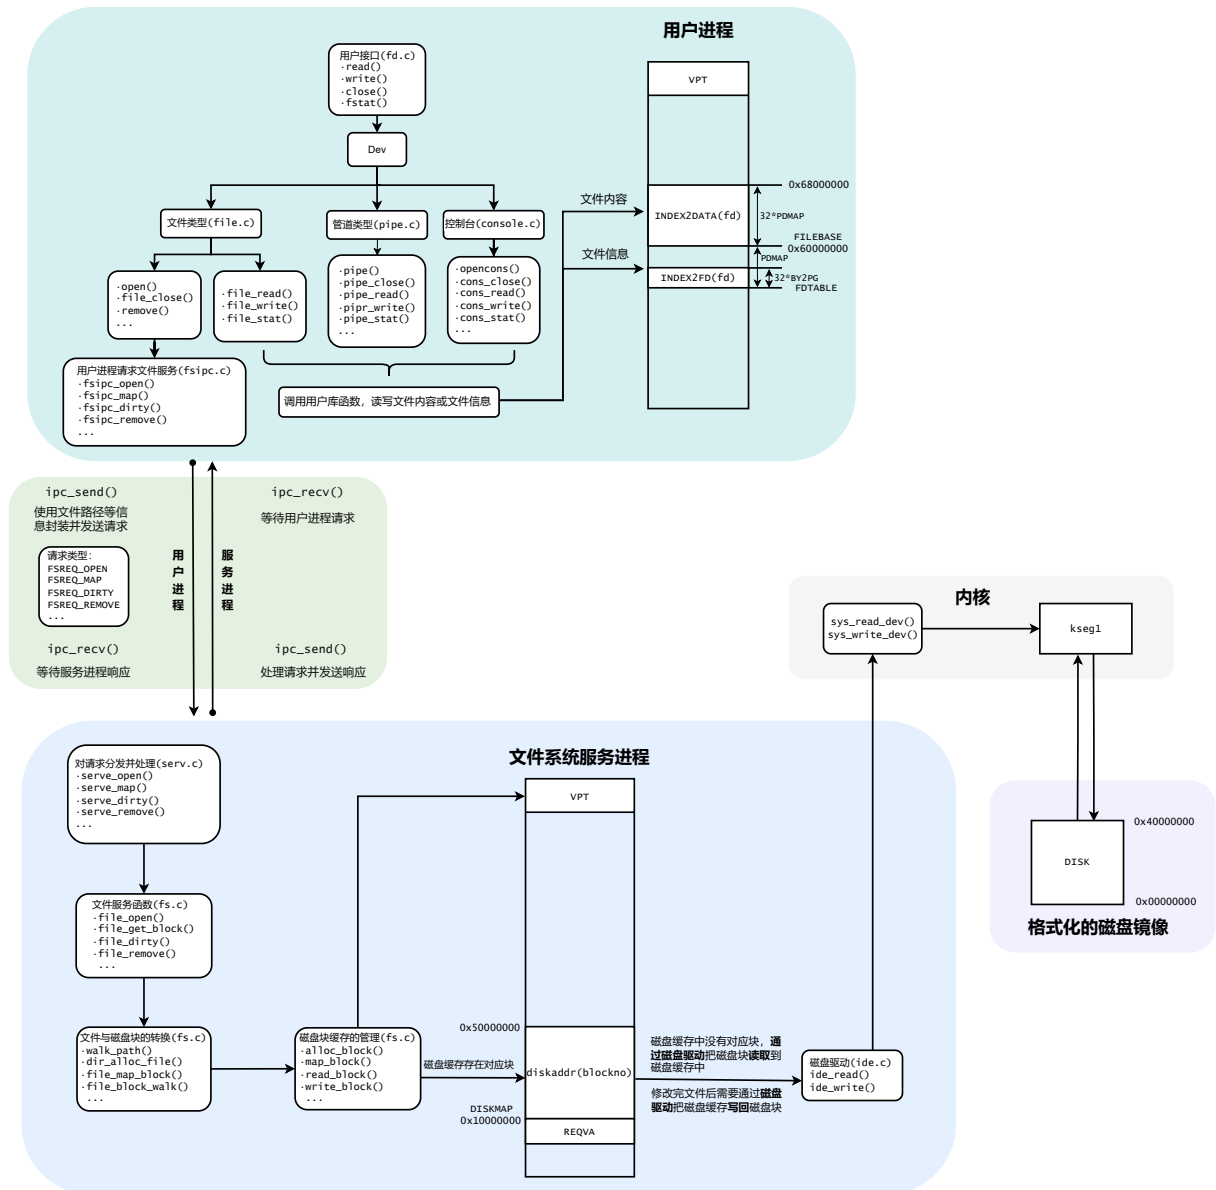 用户进程
用户接口(fd.c)
·read()
·write()
·close()
·fstat()
Dev
文件类型(file.c)
管道类型(pipe.c)
控制台(console.c)
·open()
·file_close()
·remove()
...
·file_read()
·file_write()
·file_stat()
·pipe()
·pipe_close()
·pipe_read()
·pipr_write()
·pipe_stat()
...
·opencons()
·cons_close()
·cons_read()
·cons_write()
·cons_stat()
...
用户进程请求文件服务(fsipc.c)
·fsipc_open()
·fsipc_map()
·fsipc_dirty()
·fsipc_remove()
...
调用用户库函数，读写文件内容或文件信息
文件内容
文件信息
VPT
INDEX2DATA(fd)
INDEX2FD(fd)
0x68000000
32*PDMAP
FILEBASE
0x60000000
PDMAP
32*BY2PG
FDTABLE
ipc_send()
使用文件路径等信
息封装并发送请求
请求类型：
FSREQ_OPEN
FSREQ_MAP
FSREQ_DIRTY
FSREQ_REMOVE
...
ipc_recv()
等待服务进程响应
用户进程
服务进程
ipc_recv()
等待用户进程请求
ipc_send()
处理请求并发送响应
内核
sys_read_dev()
sys_write_dev()
kseg1
DISK
0x40000000
0x00000000
格式化的磁盘镜像
文件系统服务进程
对请求分发并处理(serv.c)
·serve_open()
·serve_map()
·serve_dirty()
·serve_remove()
...
文件服务函数(fs.c)
·file_open()
·file_get_block()
·file_dirty()
·file_remove()
...
文件与磁盘块的转换(fs.c)
·walk_path()
·dir_alloc_file()
·file_map_block()
·file_block_walk()
...
磁盘块缓存的管理(fs.c)
·alloc_block()
·map_block()
·read_block()
·write_block()
...
磁盘缓存存在对应块
VPT
0x50000000
diskaddr(blockno)
DISKMAP
0x10000000
REQVA
磁盘缓存中没有对应块，通
过磁盘驱动把磁盘块读取到
磁盘缓存中
修改完文件后需要通过磁盘
驱动把磁盘缓存写回磁盘块
磁盘驱动(ide.c)
ide_read()
ide_write()